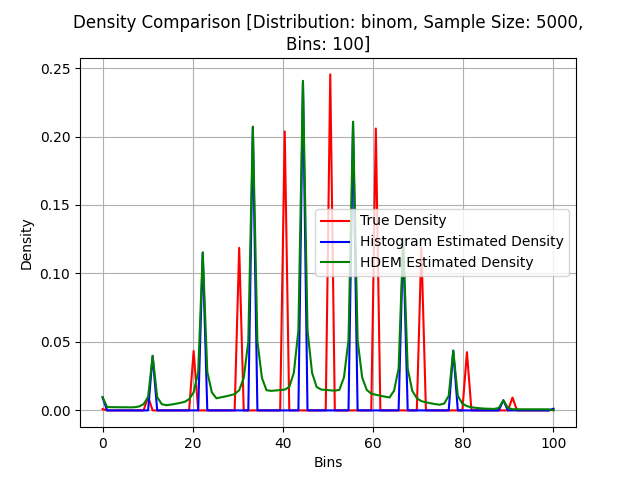 Density Comparison [Distribution: binom, Sample Size: 5000,
Bins: 100]
0.25
0.20
0.15
0.10
0.05
0.00
Density
True Density
Histogram Estimated Density
HDEM Estimated Density
0 20 40 60 80 100
Bins